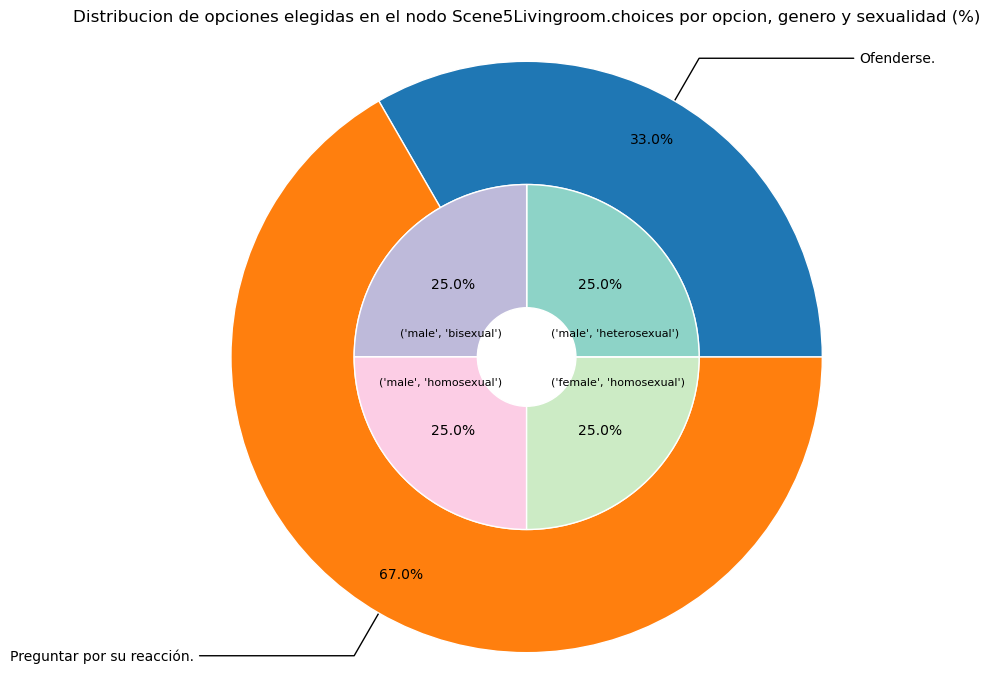 Distribucion de opciones elegidas en el nodo Scene5Livingroom.choices por opcion, genero y sexualidad (%)
Ofenderse.
33.0%
25.0%
25.0%
('male', 'bisexual')
('male', 'heterosexual')
('male', 'homosexual')
('female', 'homosexual')
25.0%
25.0%
67.0%
Preguntar por su reacción.